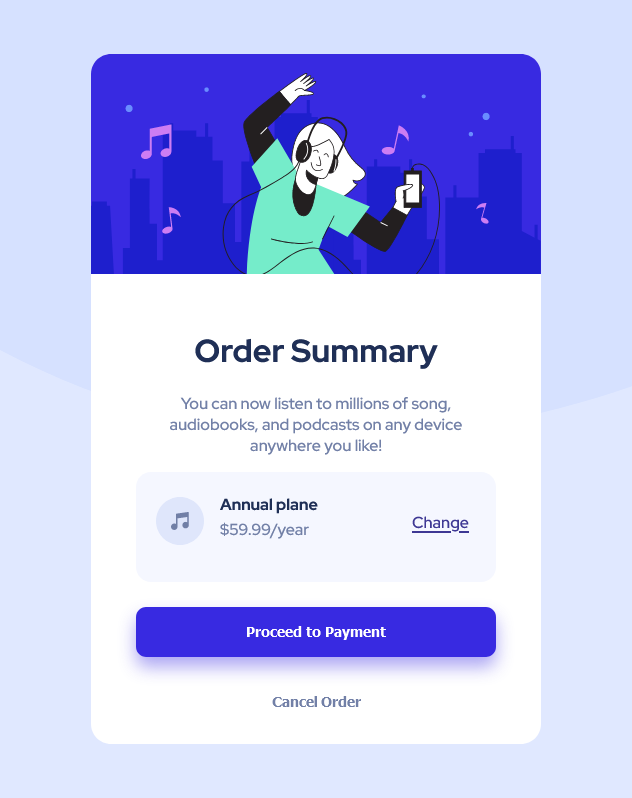 Order Summary
You can now listen to millions of song,
audiobooks, and podcasts on any device
anywhere you like!
Annual plane
$59.99/year
Change
Proceed to Payment
Cancel Order